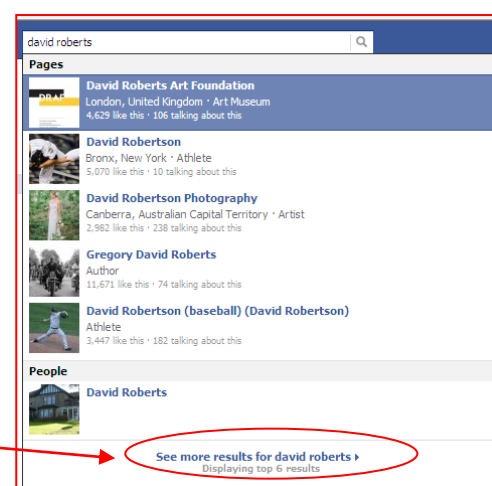 david roberts
Pages
DRAF
David Roberts Art Foundation
London, United Kingdom · Art Museum
4,629 like this · 106 talking about this
David Robertson
Bronx, New York · Athlete
5,070 like this · 10 talking about this
David Robertson Photography
Canberra, Australian Capital Territory · Artist
2,982 like this · 238 talking about this
Gregory David Roberts
Author
11,671 like this · 74 talking about this
David Robertson (baseball) (David Robertson)
Athlete
3,447 like this · 182 talking about this
People
David Roberts
See more results for david roberts
Displaying top 6 results